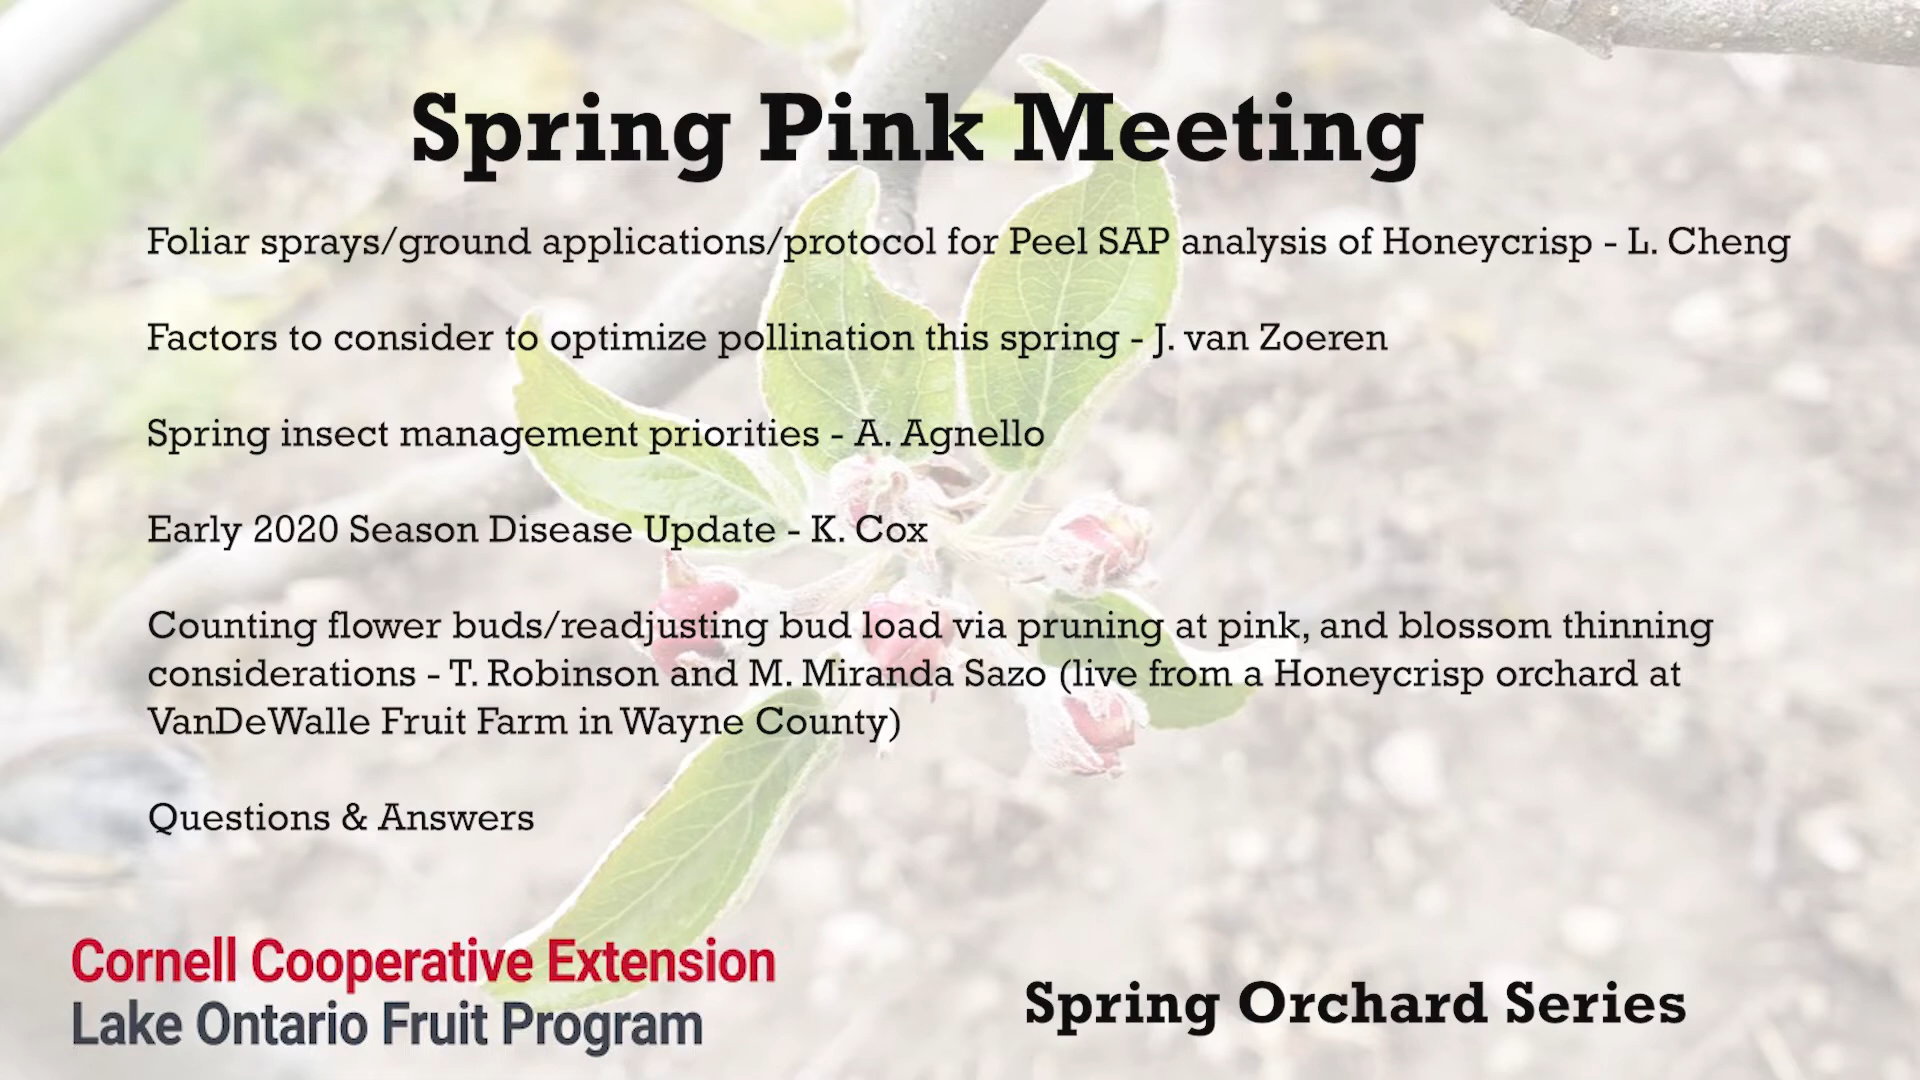 Spring Pink Meeting
Foliar sprays/ground applications/protocol for Peel SAP analysis of Honeycrisp - L. Cheng
Factors to consider to optimize pollination this spring - J. van Zoeren
Spring insect management priorities - A. Agnello
Early 2020 Season Disease Update - K. Cox
Counting flower buds/readjusting bud load via pruning at pink, and blossom thinning
considerations - T. Robinson and M. Miranda Sazo (live from a Honeycrisp orchard at
VanDeWalle Fruit Farm in Wayne County)
Questions & Answers
Cornell Cooperative Extension
Lake Ontario Fruit Program
Spring Orchard Series